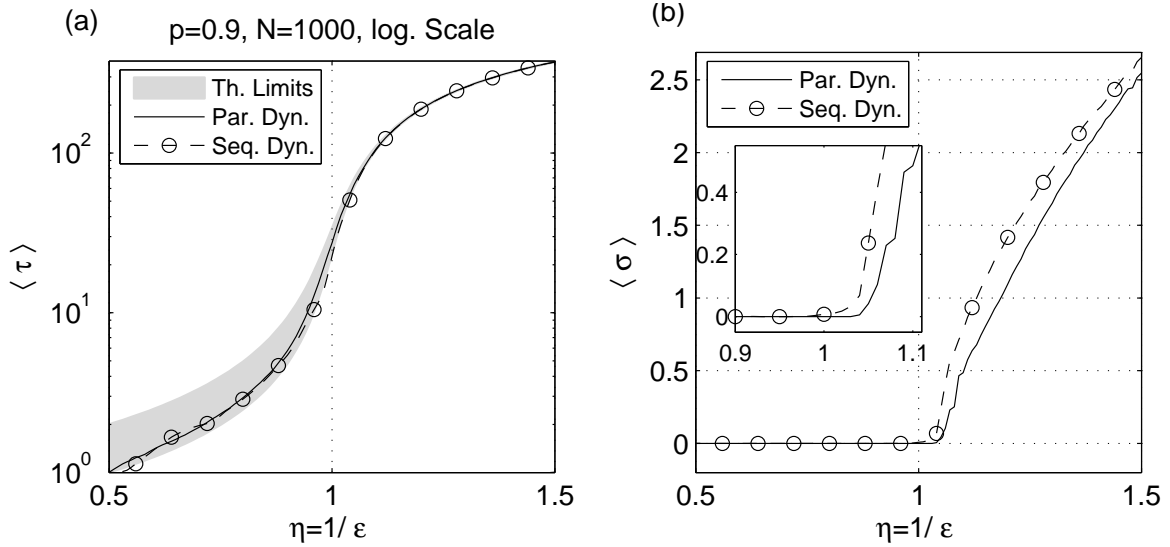 (a)
p=0.9, N=1000, log. Scale
Th. Limits
Par. Dyn.
Seq. Dyn.
10^2
10^1
10^0
⟨ τ ⟩
0.5
1
1.5
η=1/ ε
(b)
Par. Dyn.
Seq. Dyn.
2.5
2
1.5
1
0.5
0
⟨ σ ⟩
0.4
0.2
0
0.9
1
1.1
0.5
1
1.5
η=1/ ε